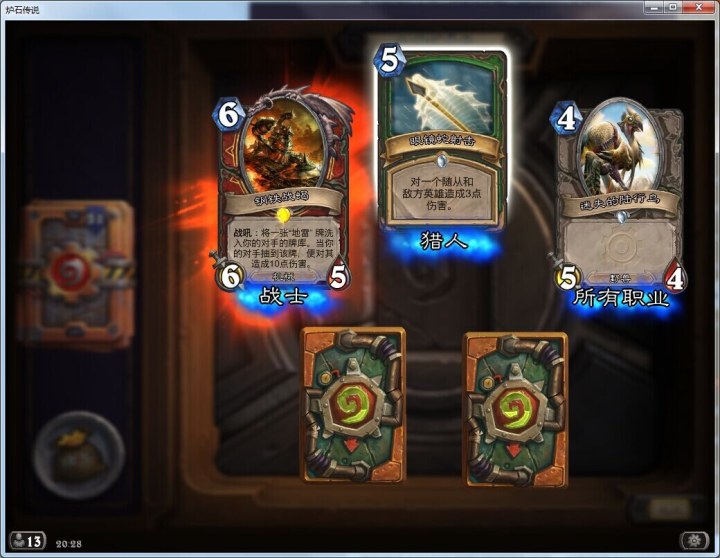 炉石传说
5
6
4
眼镜蛇射击
钢铁战蝎
迷失的陆行鸟
对一个随从和
敌方英雄造成3点
伤害。
战吼：将一张“地雷”牌洗
入你的对手的牌库。当你
的对手抽到该牌，便对其
造成10点伤害。
机械
野兽
猎人
6
5
5
4
战士
所有职业
13
20:28